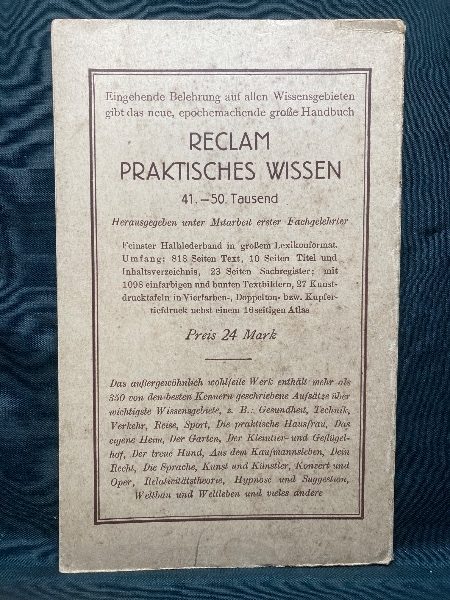 Eingehende Belehrung auf allen Wissensgebieten
gibt das neue, epochemachende große Handbuch
RECLAM
PRAKTISCHES WISSEN
41.—50. Tausend
Herausgegeben unter Mitarbeit erster Fachgelehrter
Feinster Halblederband in großem Lexikonformat.
Umfang: 818 Seiten Text, 10 Seiten Titel und
Inhaltsverzeichnis, 23 Seiten Sachregister; mit
1098 einfarbigen und bunten Textbildern, 27 Kunst-
drucktafeln in Vierfarben-, Doppelton- bzw. Kupfer-
tiefdruck nebst einem 16seitigen Atlas
Preis 24 Mark
Das außergewöhnlich wohlfeile Werk enthält mehr als
350 von den besten Kennern geschriebene Aufsätze über
wichtigste Wissensgebiete, z. B.: Gesundheit, Technik,
Verkehr, Reise, Sport, Die praktische Hausfrau, Das
eigene Heim, Der Garten, Der Kleintier- und Geflügel-
hof, Der treue Hund, Aus dem Kaufmannsleben, Dein
Recht, Die Sprache, Kunst und Künstler, Konzert und
Oper, Relativitätstheorie, Hypnose und Suggestion,
Weltbau und Weltleben und vieles andere